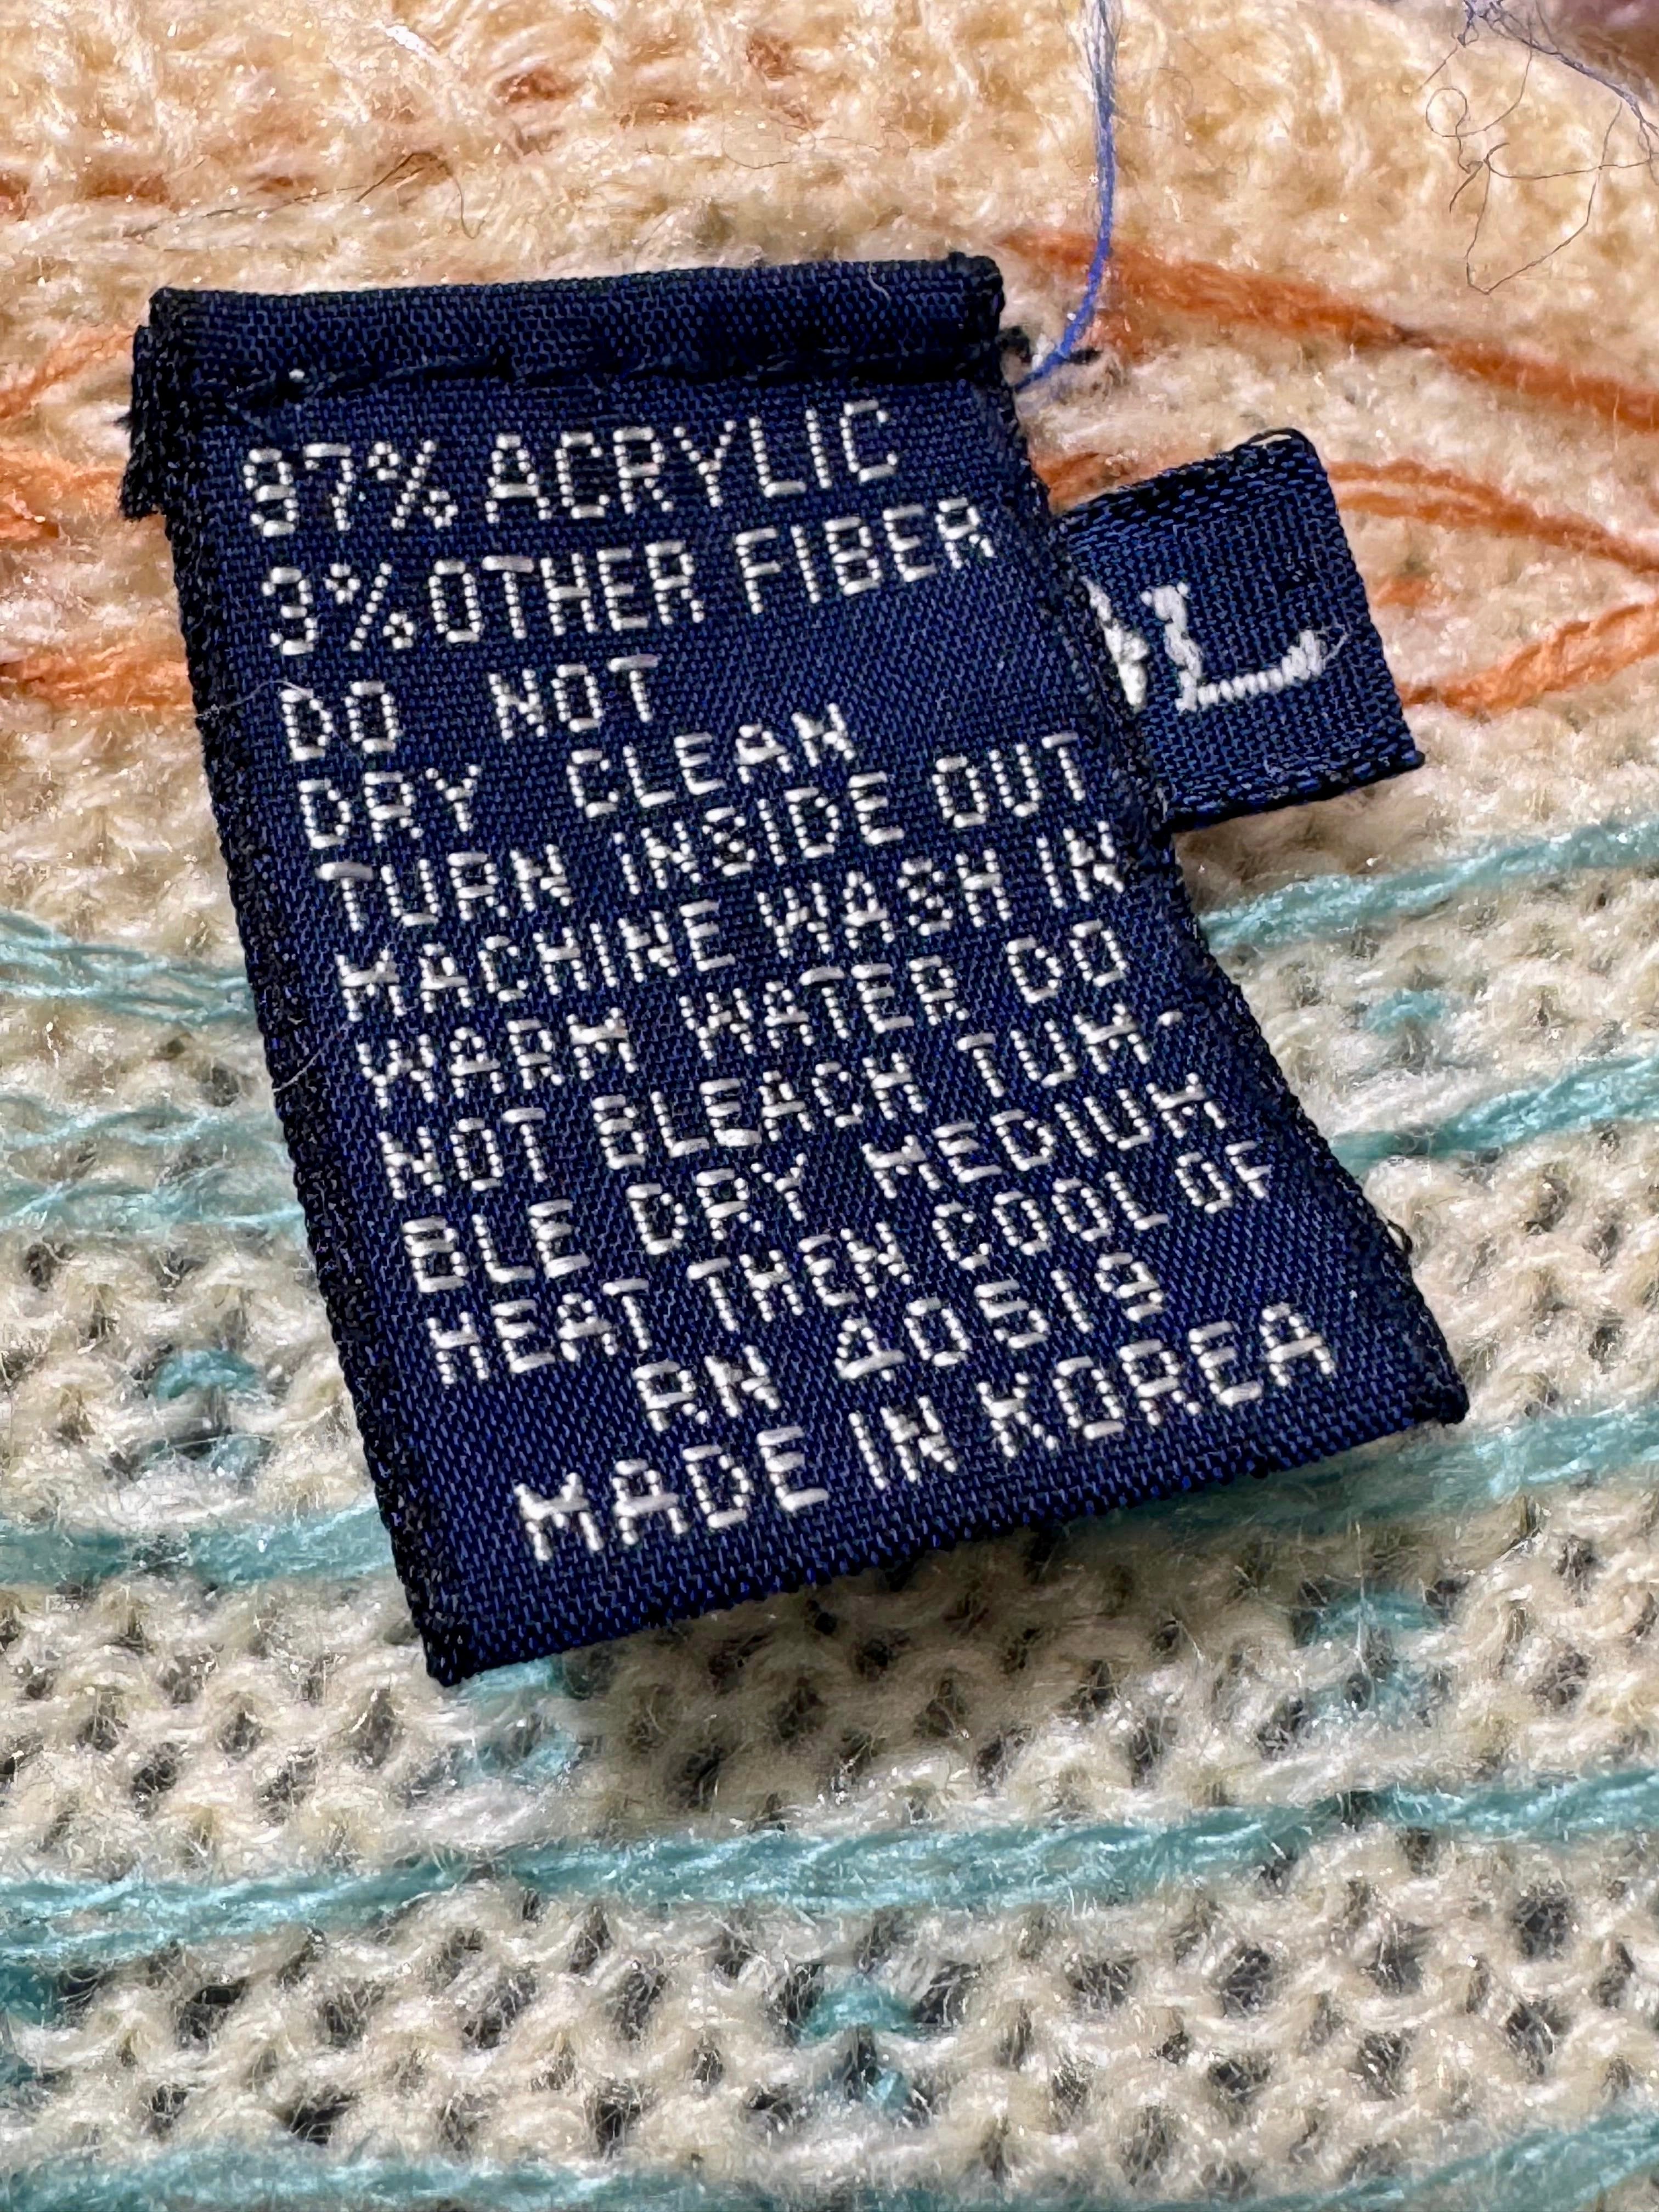 97% ACRYLIC
3% OTHER FIBER
DO NOT
DRY CLEAN
TURN INSIDE OUT
MACHINE WASH IN
WARM WATER DO
NOT BLEACH TUM-
BLE DRY MEDIUM
HEAT THEN COOL OF
RN 40519
MADE IN KOREA
L